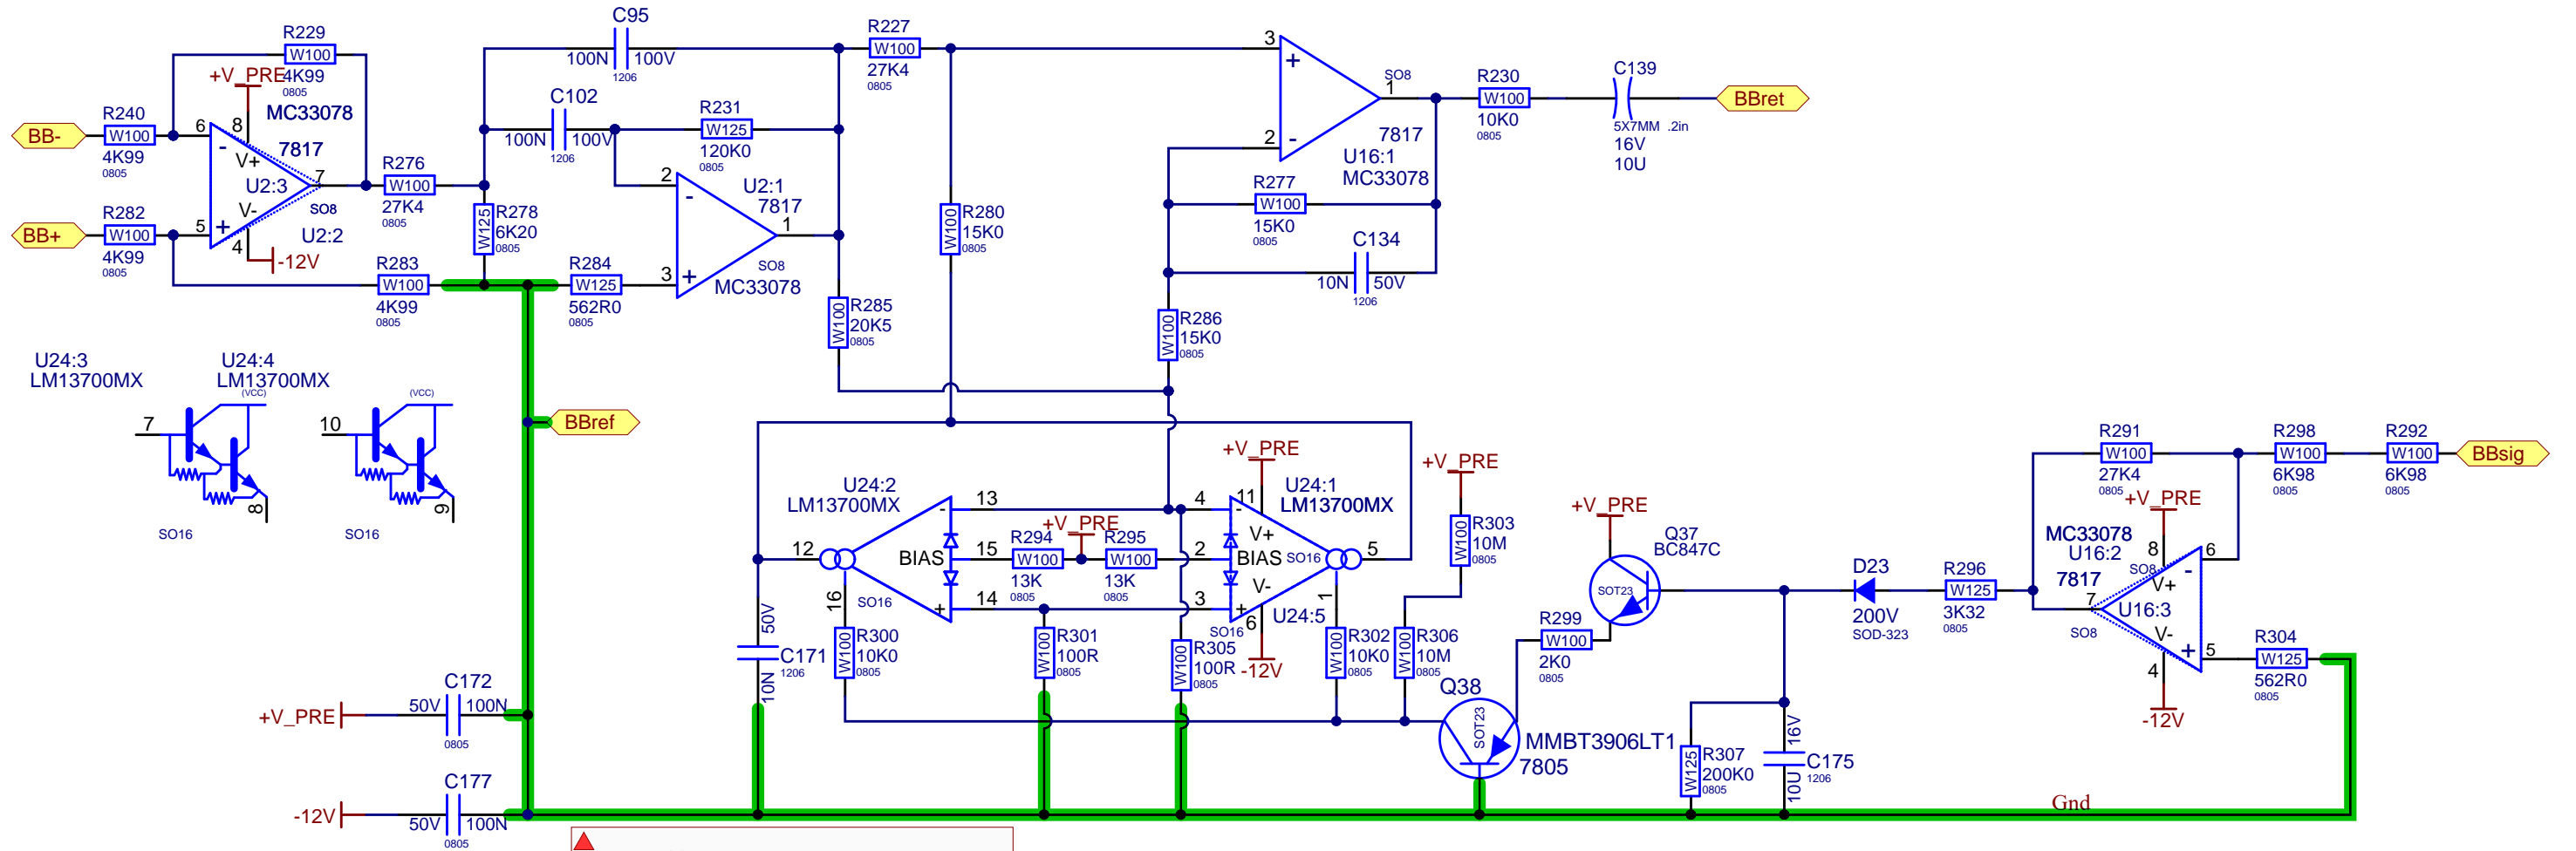 R229
W100
+V_PRE
4K99
0805
MC33078
BB-
R240
W100
4K99
0805
6
8
-
V+
7817
U2:3
7
V-
SO8
BB+
R282
W100
4K99
0805
5
+
4
U2:2
-12V
R276
W100
27K4
0805
R283
W100
4K99
0805
C95
100N
100V
1206
C102
100N
100V
1206
R231
W125
120K0
0805
R278
W125
6K20
0805
R284
W125
562R0
0805
2
-
U2:1
7817
1
SO8
3
+
MC33078
R227
W100
27K4
0805
R280
W100
15K0
0805
R285
W100
20K5
0805
3
+
SO8
1
2
-
7817
U16:1
MC33078
R277
W100
15K0
0805
C134
10N
50V
1206
R286
W100
15K0
0805
R230
W100
10K0
0805
C139
5X7MM .2in
16V
10U
BBret
U24:3
LM13700MX
7
8
SO16
U24:4
LM13700MX
(VCC)
10
(VCC)
9
SO16
BBref
+V_PRE
C172
50V
100N
0805
-12V
C177
50V
100N
0805
U24:2
LM13700MX
13
-
12
BIAS
15
14
+
16
SO16
R294
W100
13K
0805
+V_PRE
R295
W100
13K
0805
+V_PRE
11
U24:1
LM13700MX
4
-
V+
2
BIAS
SO16
5
V-
3
+
1
U24:5
SO16
6
-12V
50V
C171
1206
10N
R300
W100
10K0
0805
R301
W100
100R
0805
R305
W100
100R
0805
R302
W100
10K0
0805
R306
W100
10M
0805
+V_PRE
R303
W100
10M
0805
Q38
SOT23
MMBT3906LT1
7805
R299
W100
2K0
0805
+V_PRE
Q37
BC847C
SOT23
D23
200V
SOD-323
R296
W125
3K32
0805
R307
W125
200K0
0805
16V
C175
1206
10U
R291
W100
27K4
0805
R298
W100
6K98
0805
R292
W100
6K98
0805
BBsig
+V_PRE
MC33078
U16:2
8
6
SO8
-
7817
V+
7
U16:3
SO8
V-
+
5
4
-12V
R304
W125
562R0
0805
Gnd